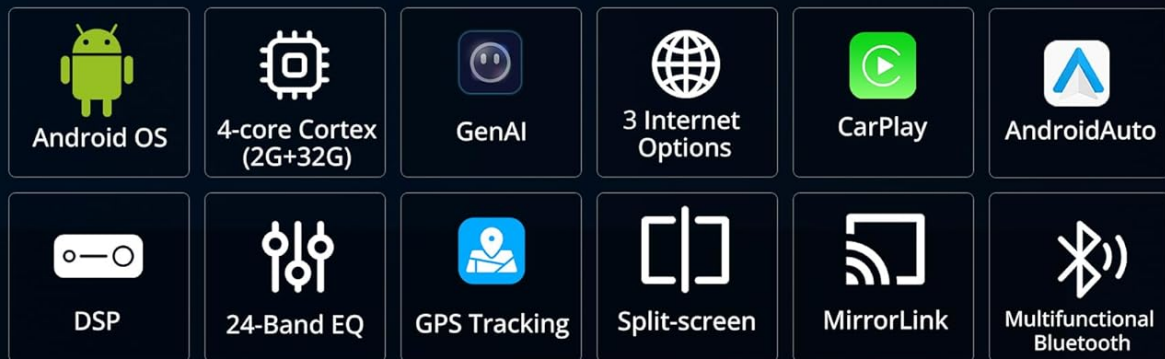 Android OS
4-core Cortex
(2G+32G)
GenAI
3 Internet
Options
CarPlay
AndroidAuto
DSP
24-Band EQ
GPS Tracking
Split-screen
MirrorLink
Multifunctional
Bluetooth